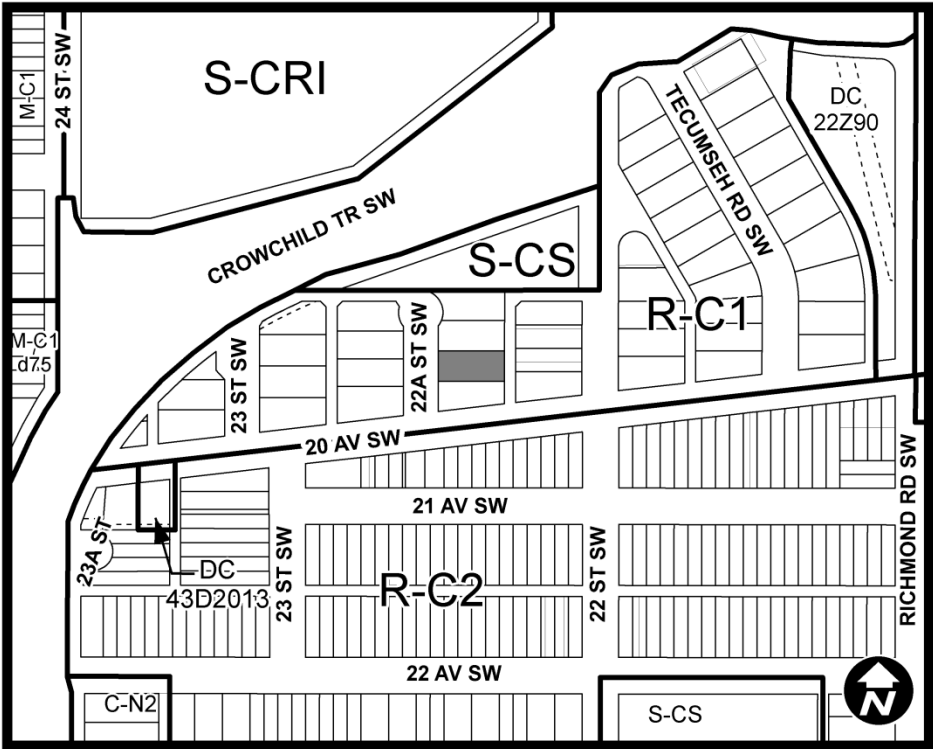 M-C1
24 ST SW
S-CRI
TECUMSEH RD SW
DC
22Z90
CROWCHILD TR SW
S-CS
R-C1
M-C1
d75
23 ST SW
22A ST SW
20 AV SW
21 AV SW
RICHMOND RD SW
23A ST
DC
43D2013
23 ST SW
R-C2
22 ST SW
22 AV SW
C-N2
S-CS
N